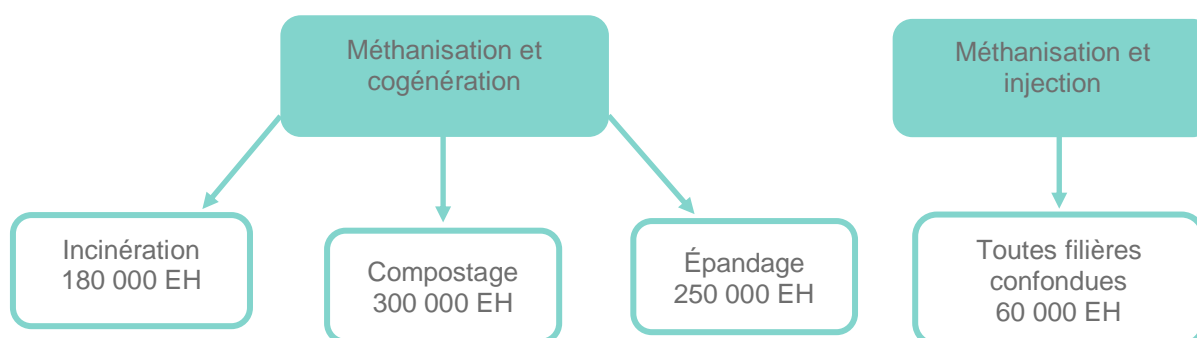 Méthanisation et
cogénération
Méthanisation et
injection
Incinération
180 000 EH
Compostage
300 000 EH
Épandage
250 000 EH
Toutes filières
confondues
60 000 EH